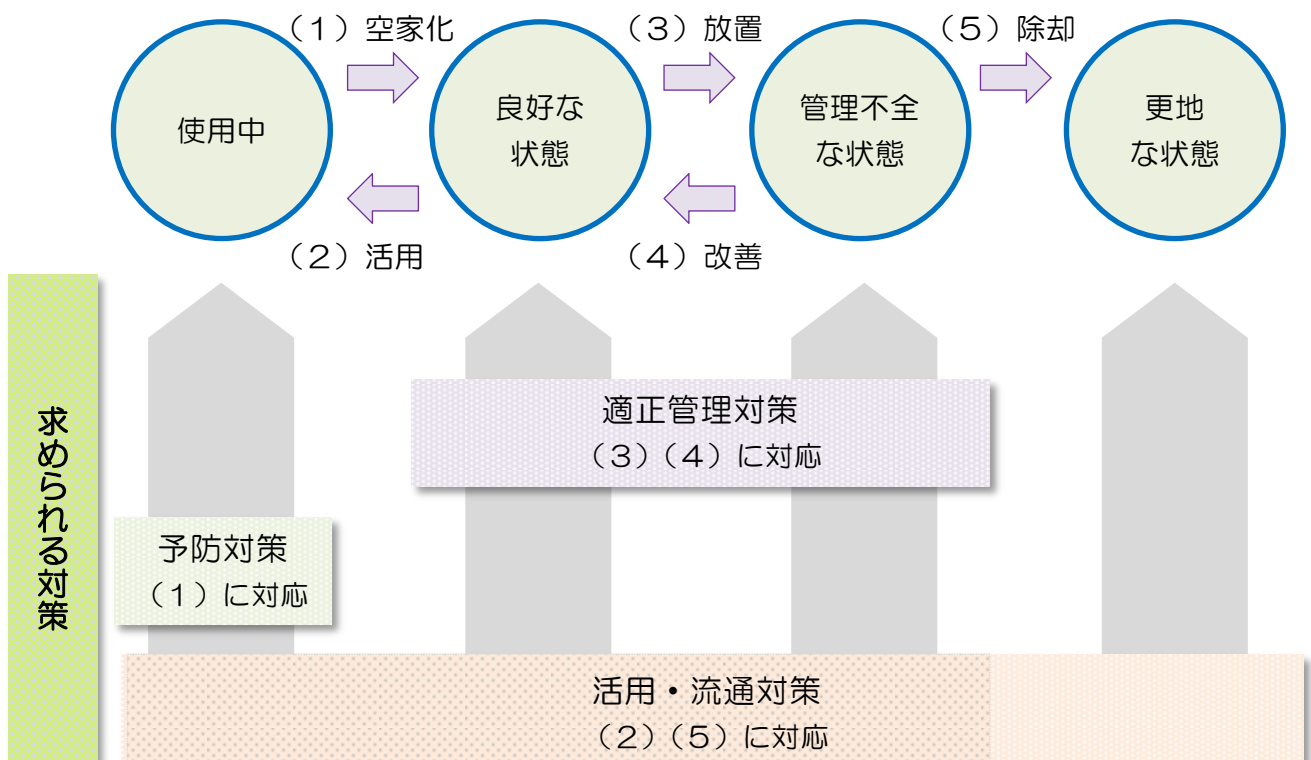 （1）空家化
（3）放置
（5）除却
使用中
良好な
状態
管理不全
な状態
更地
な状態
（2）活用
（4）改善
求められる対策
適正管理対策
（3）（4）に対応
予防対策
（1）に対応
活用・流通対策
（2）（5）に対応